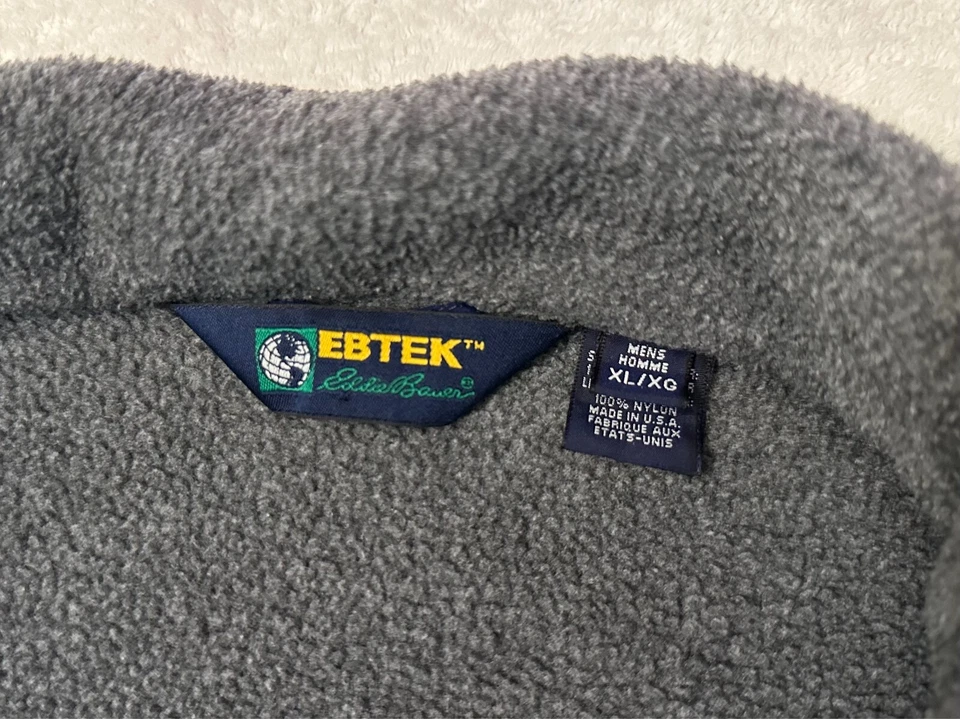 EBTEK™
Eddie Bauer®
MENS
HOMME
XL/XG
100% NYLON
MADE IN U.S.A.
FABRIQUE AUX
ETATS-UNIS